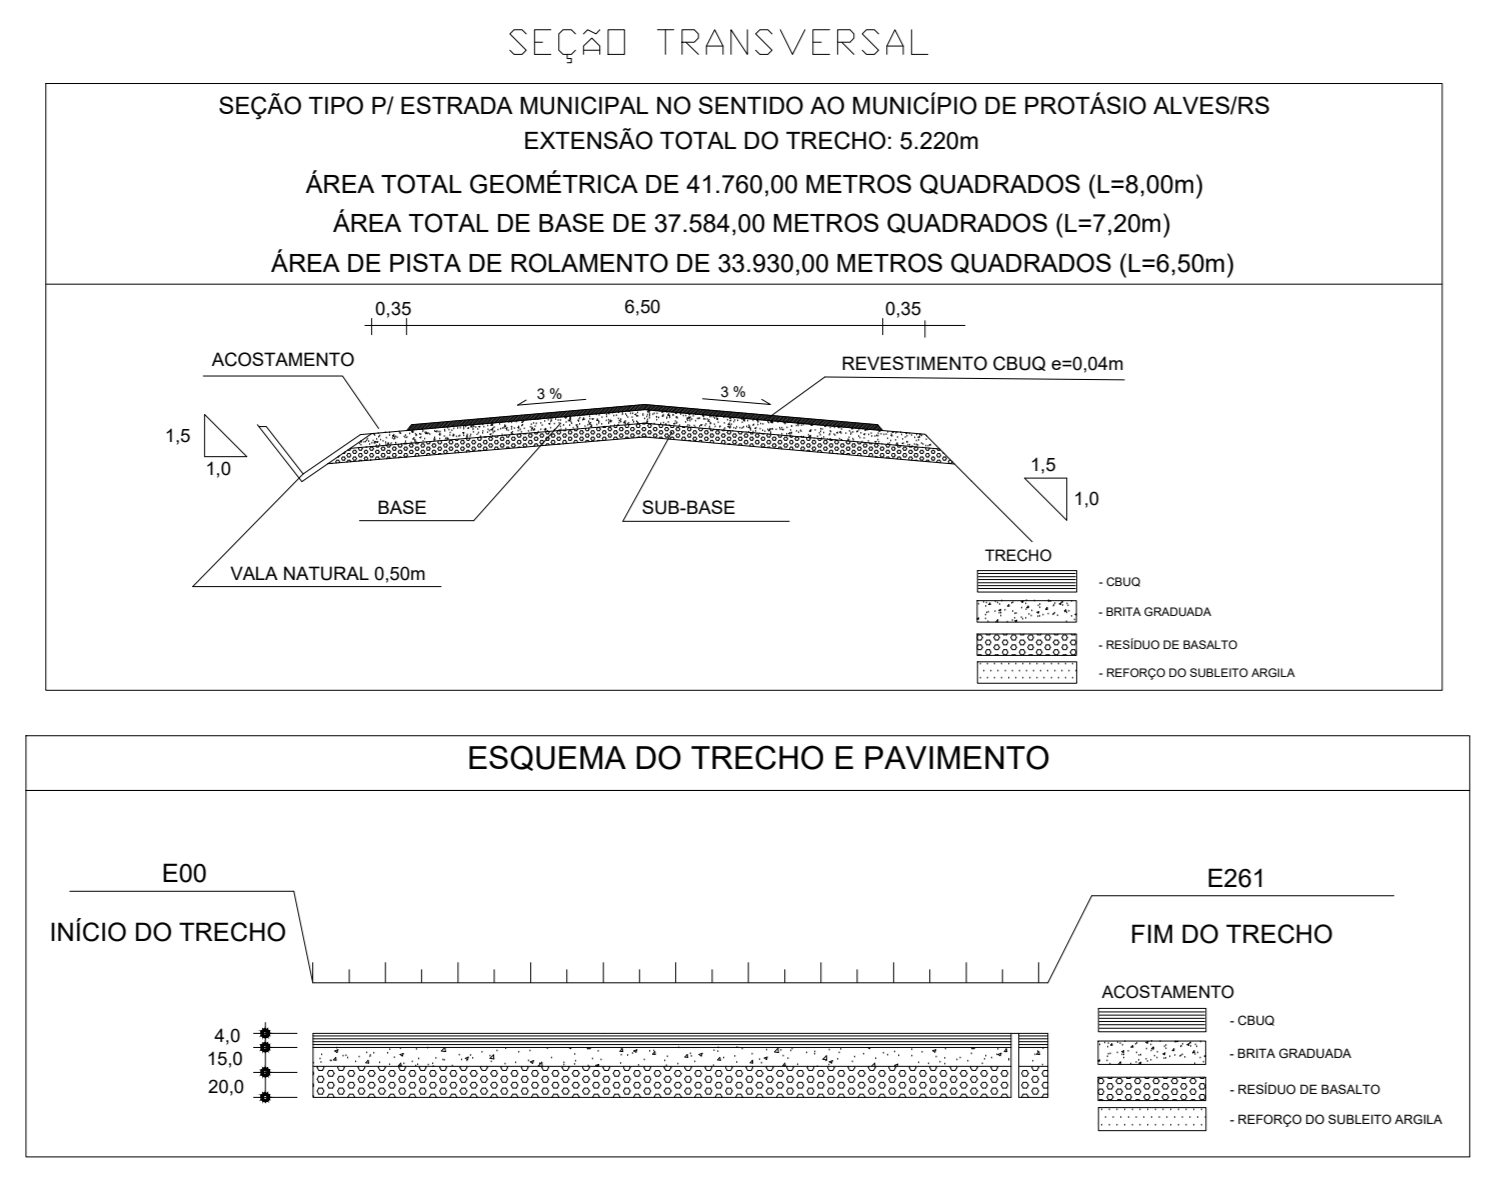 SEÇãO TRANSVERSAL
SEÇÃO TIPO P/ ESTRADA MUNICIPAL NO SENTIDO AO MUNICÍPIO DE PROTÁSIO ALVES/RS
EXTENSÃO TOTAL DO TRECHO: 5.220m
ÁREA TOTAL GEOMÉTRICA DE 41.760,00 METROS QUADRADOS (L=8,00m)
ÁREA TOTAL DE BASE DE 37.584,00 METROS QUADRADOS (L=7,20m)
ÁREA DE PISTA DE ROLAMENTO DE 33.930,00 METROS QUADRADOS (L=6,50m)
0,35
6,50
0,35
ACOSTAMENTO
REVESTIMENTO CBUQ e=0,04m
3 %
3 %
1,5
1,0
1,5
1,0
BASE
SUB-BASE
VALA NATURAL 0,50m
TRECHO
- CBUQ
- BRITA GRADUADA
- RESÍDUO DE BASALTO
- REFORÇO DO SUBLEITO ARGILA
ESQUEMA DO TRECHO E PAVIMENTO
E00
INÍCIO DO TRECHO
E261
FIM DO TRECHO
4,0
15,0
20,0
ACOSTAMENTO
- CBUQ
- BRITA GRADUADA
- RESÍDUO DE BASALTO
- REFORÇO DO SUBLEITO ARGILA